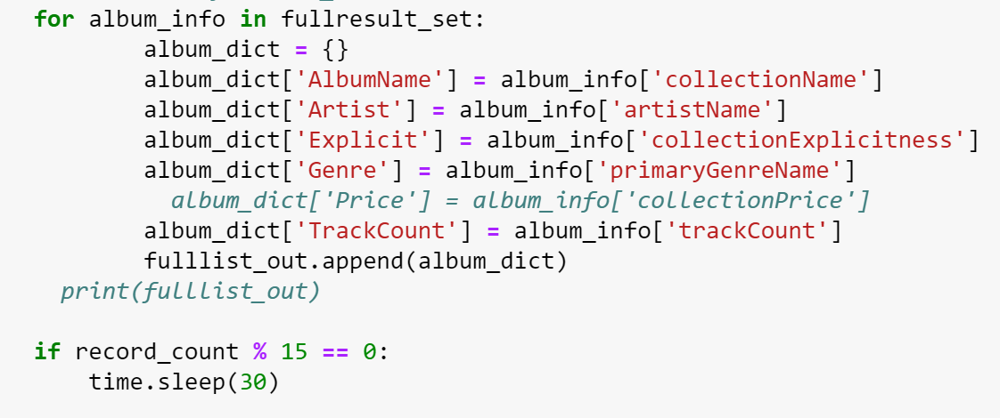 for album_info in fullresult_set:
        album_dict = {}
        album_dict['AlbumName'] = album_info['collectionName']
        album_dict['Artist'] = album_info['artistName']
        album_dict['Explicit'] = album_info['collectionExplicitness']
        album_dict['Genre'] = album_info['primaryGenreName']
          album_dict['Price'] = album_info['collectionPrice']
        album_dict['TrackCount'] = album_info['trackCount']
        fulllist_out.append(album_dict)
  print(fulllist_out)
if record_count % 15 == 0:
    time.sleep(30)